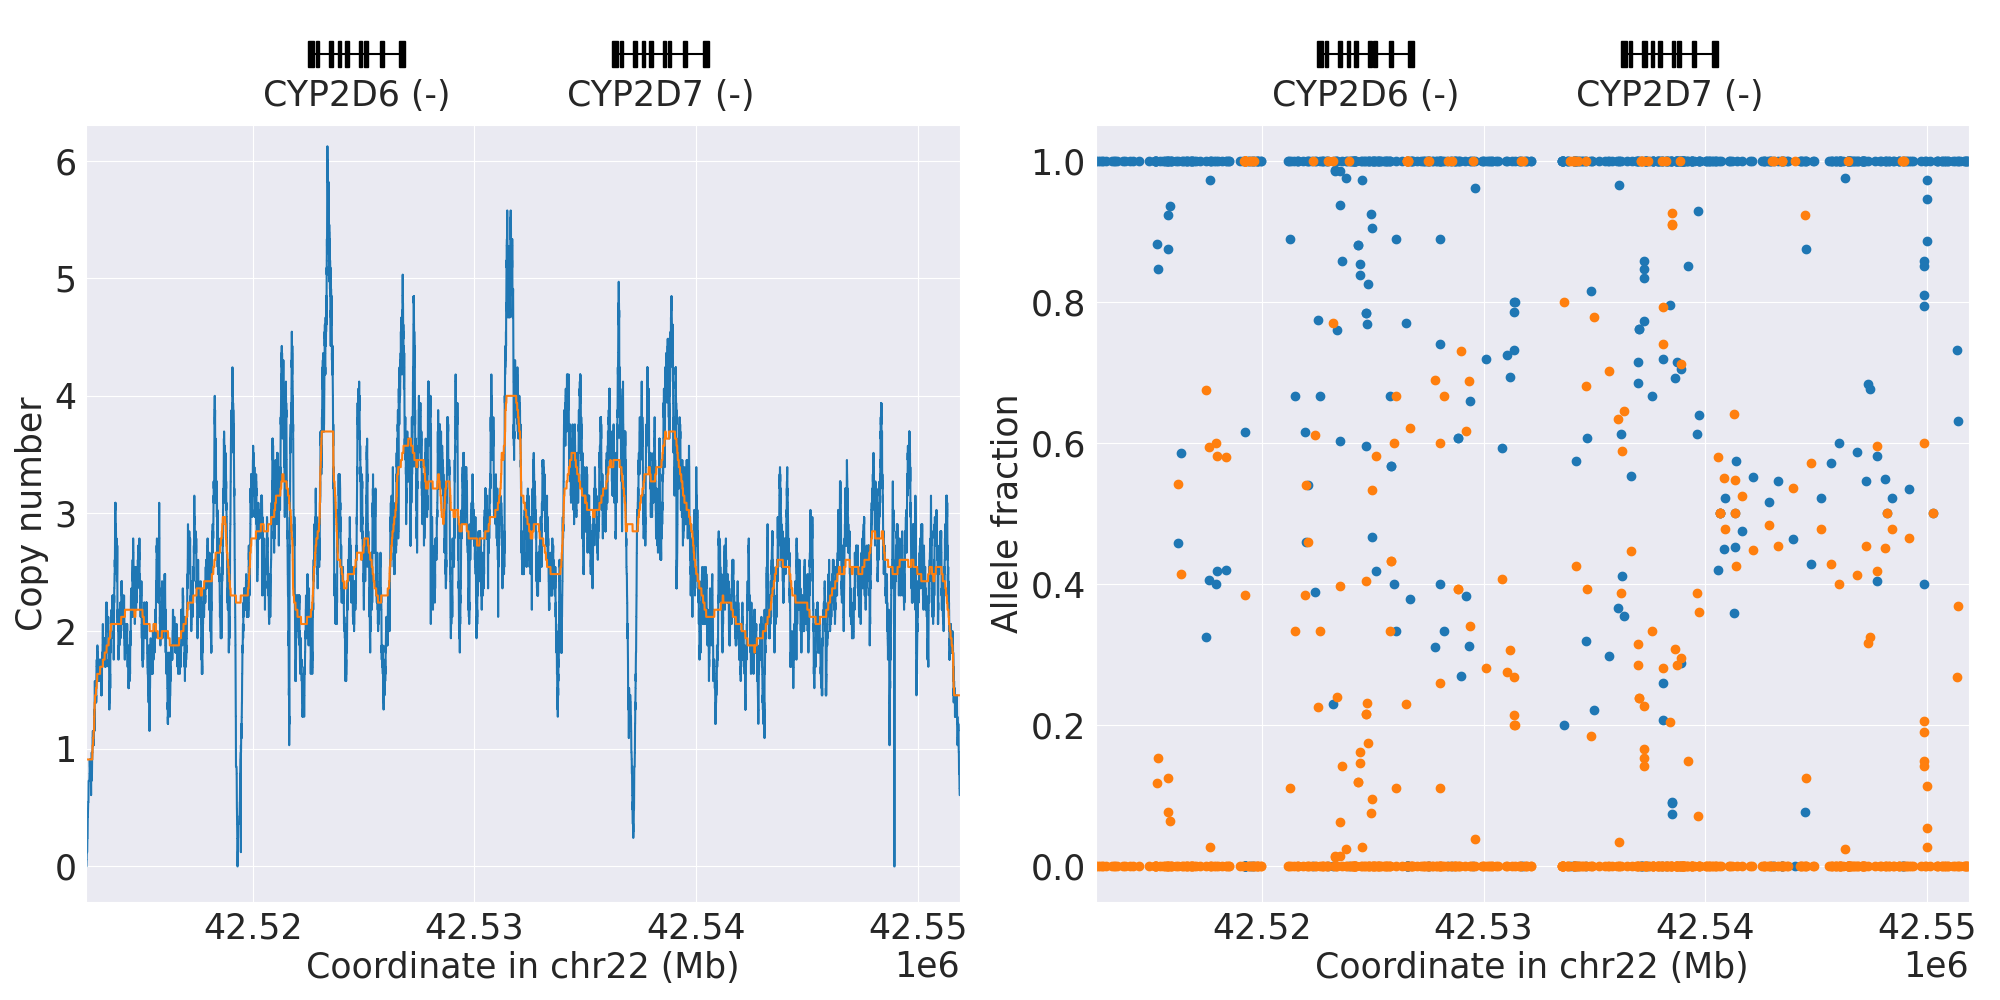 CYP2D6 (-) CYP2D7 (-)
CYP2D6 (-) CYP2D7 (-)
Copy number
6
5
4
3
2
1
0
42.52 42.53 42.54 42.55
Coordinate in chr22 (Mb) 1e6
Allele fraction
1.0
0.8
0.6
0.4
0.2
0.0
42.52 42.53 42.54 42.55
Coordinate in chr22 (Mb) 1e6